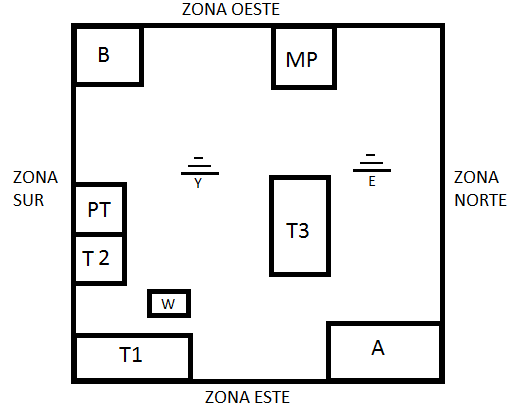 ZONA OESTE
B
MP
Y
E
ZONA
SUR
ZONA
NORTE
PT
T 2
T3
W
T1
A
ZONA ESTE